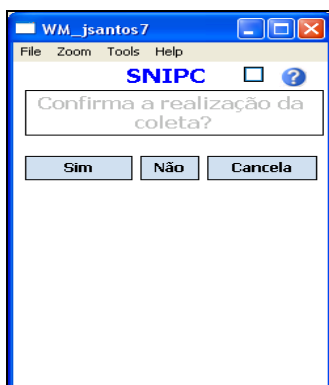 WM_jsantos7
File Zoom Tools Help
SNIPC ?
Confirma a realização da
coleta?
Sim Não Cancela